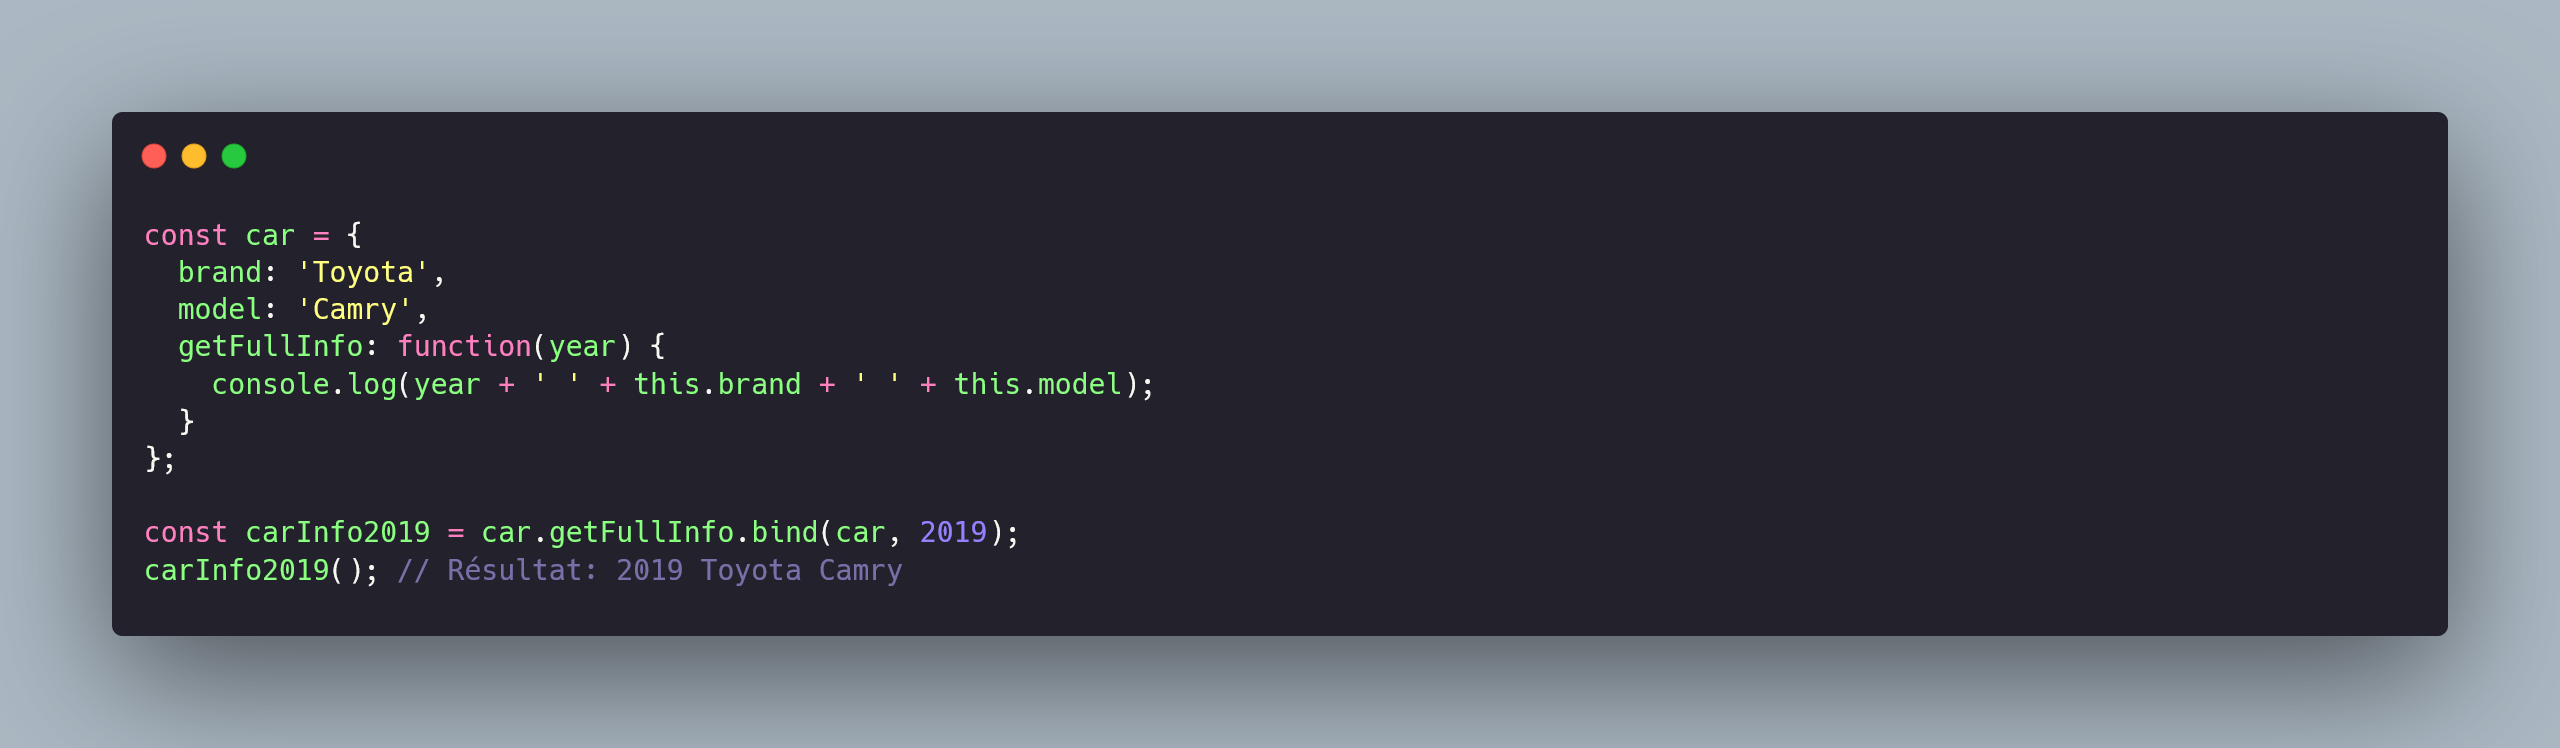 const car = {
  brand: 'Toyota',
  model: 'Camry',
  getFullInfo: function(year) {
    console.log(year + ' ' + this.brand + ' ' + this.model);
  }
};

const carInfo2019 = car.getFullInfo.bind(car, 2019);
carInfo2019(); // Résultat: 2019 Toyota Camry